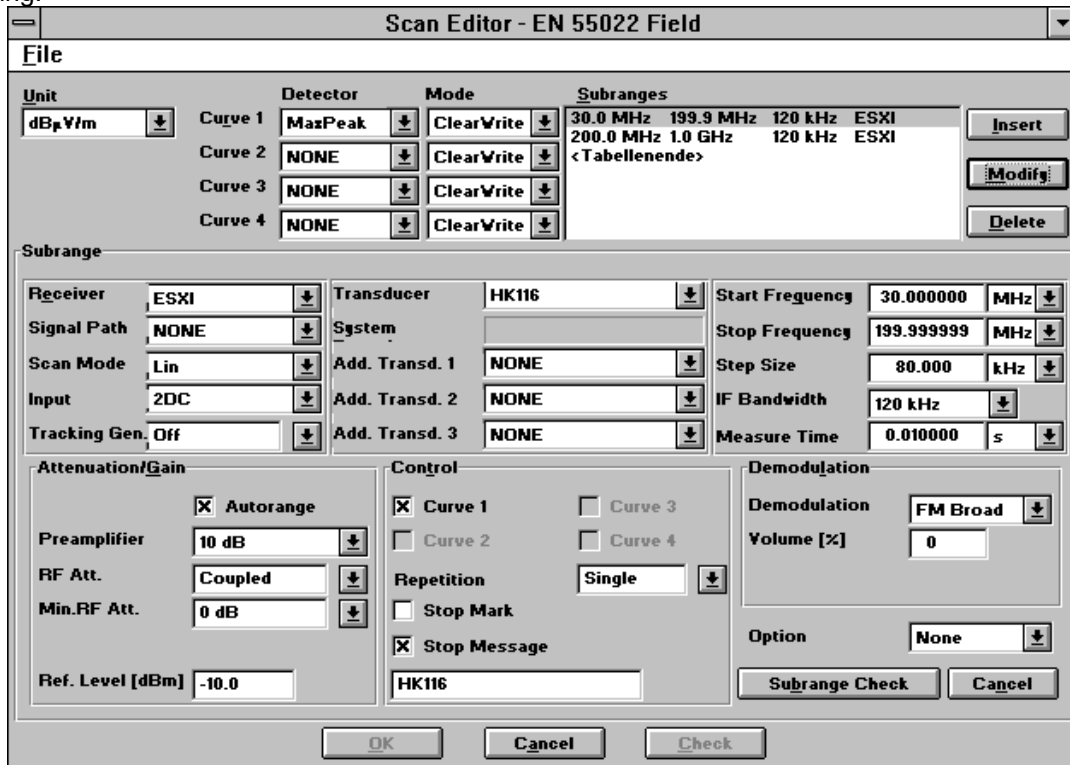 ing.
Scan Editor - EN 55022 Field
File
Unit
Detector
Mode
Subranges
dBµV/m
Curve 1 MaxPeak ClearWrite
Curve 2 NONE ClearWrite
Curve 3 NONE ClearWrite
Curve 4 NONE ClearWrite
30.0 MHz 199.9 MHz 120 kHz ESXI
200.0 MHz 1.0 GHz 120 kHz ESXI
<Tabellenende>
Insert
Modify
Delete
Subrange
Receiver ESXI
Signal Path NONE
Scan Mode Lin
Input 2DC
Tracking Gen. Off
Transducer HK116
System
Add. Transd. 1 NONE
Add. Transd. 2 NONE
Add. Transd. 3 NONE
Start Frequency 30.000000 MHz
Stop Frequency 199.999999 MHz
Step Size 80.000 kHz
IF Bandwidth 120 kHz
Measure Time 0.010000 s
Attenuation/Gain
Autorange
Preamplifier 10 dB
RF Att. Coupled
Min.RF Att. 0 dB
Ref. Level [dBm] -10.0
Control
Curve 1 Curve 3
Curve 2 Curve 4
Repetition Single
Stop Mark
Stop Message
HK116
Demodulation
Demodulation FM Broad
Volume [%] 0
Option None
Subrange Check Cancel
OK Cancel Check